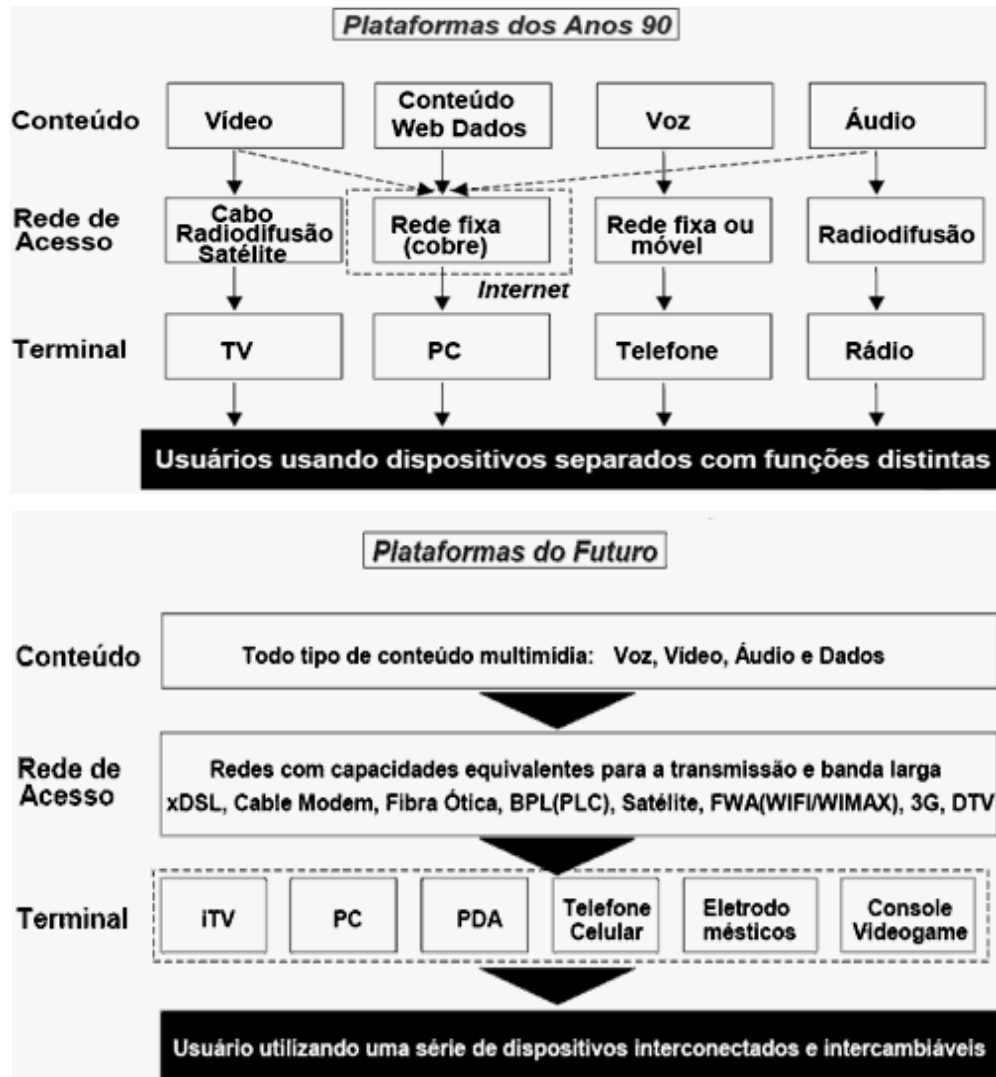 Plataformas dos Anos 90
Conteúdo
Vídeo
Conteúdo
Web Dados
Voz
Áudio
Rede de
Acesso
Cabo
Radiodifusão
Satélite
Rede fixa
(cobre)
Rede fixa ou
móvel
Radiodifusão
Internet
Terminal
TV
PC
Telefone
Rádio
Usuários usando dispositivos separados com funções distintas
Plataformas do Futuro
Conteúdo
Todo tipo de conteúdo multimídia: Voz, Vídeo, Áudio e Dados
Rede de
Acesso
Redes com capacidades equivalentes para a transmissão e banda larga
xDSL, Cable Modem, Fibra Ótica, BPL(PLC), Satélite, FWA(WIFI/WIMAX), 3G, DTV
Terminal
iTV
PC
PDA
Telefone
Celular
Eletrodo
mésticos
Console
Videogame
Usuário utilizando uma série de dispositivos interconectados e intercambiáveis